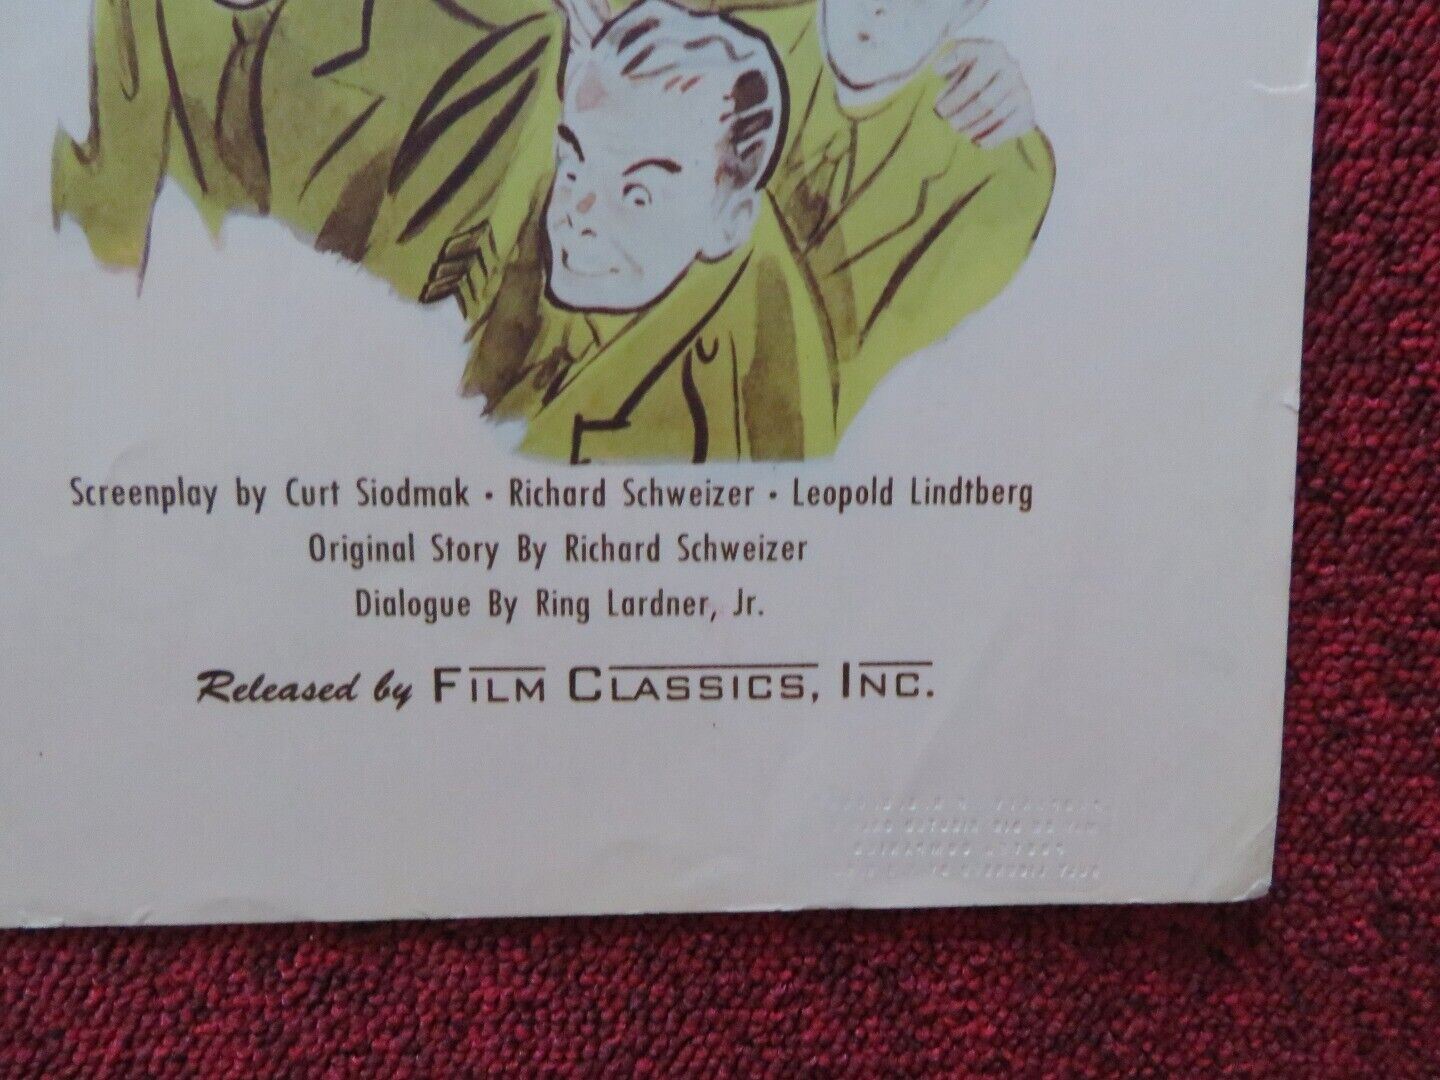 Screenplay by Curt Siodmak • Richard Schweizer • Leopold Lindtberg
Original Story By Richard Schweizer
Dialogue By Ring Lardner, Jr.
Released by FILM CLASSICS, INC.